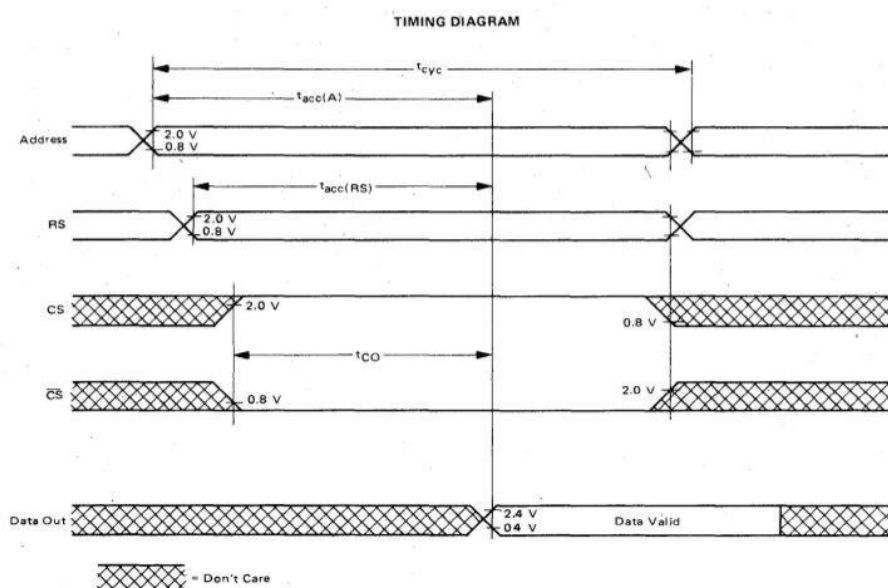 TIMING DIAGRAM
tcyc
tacc(A)
Address
2.0 V
0.8 V
tacc(RS)
RS
2.0 V
0.8 V
CS
2.0 V
0.8 V
tCO
C̅S̅
0.8 V
2.0 V
Data Out
2.4 V
04 V
Data Valid
= Don't Care